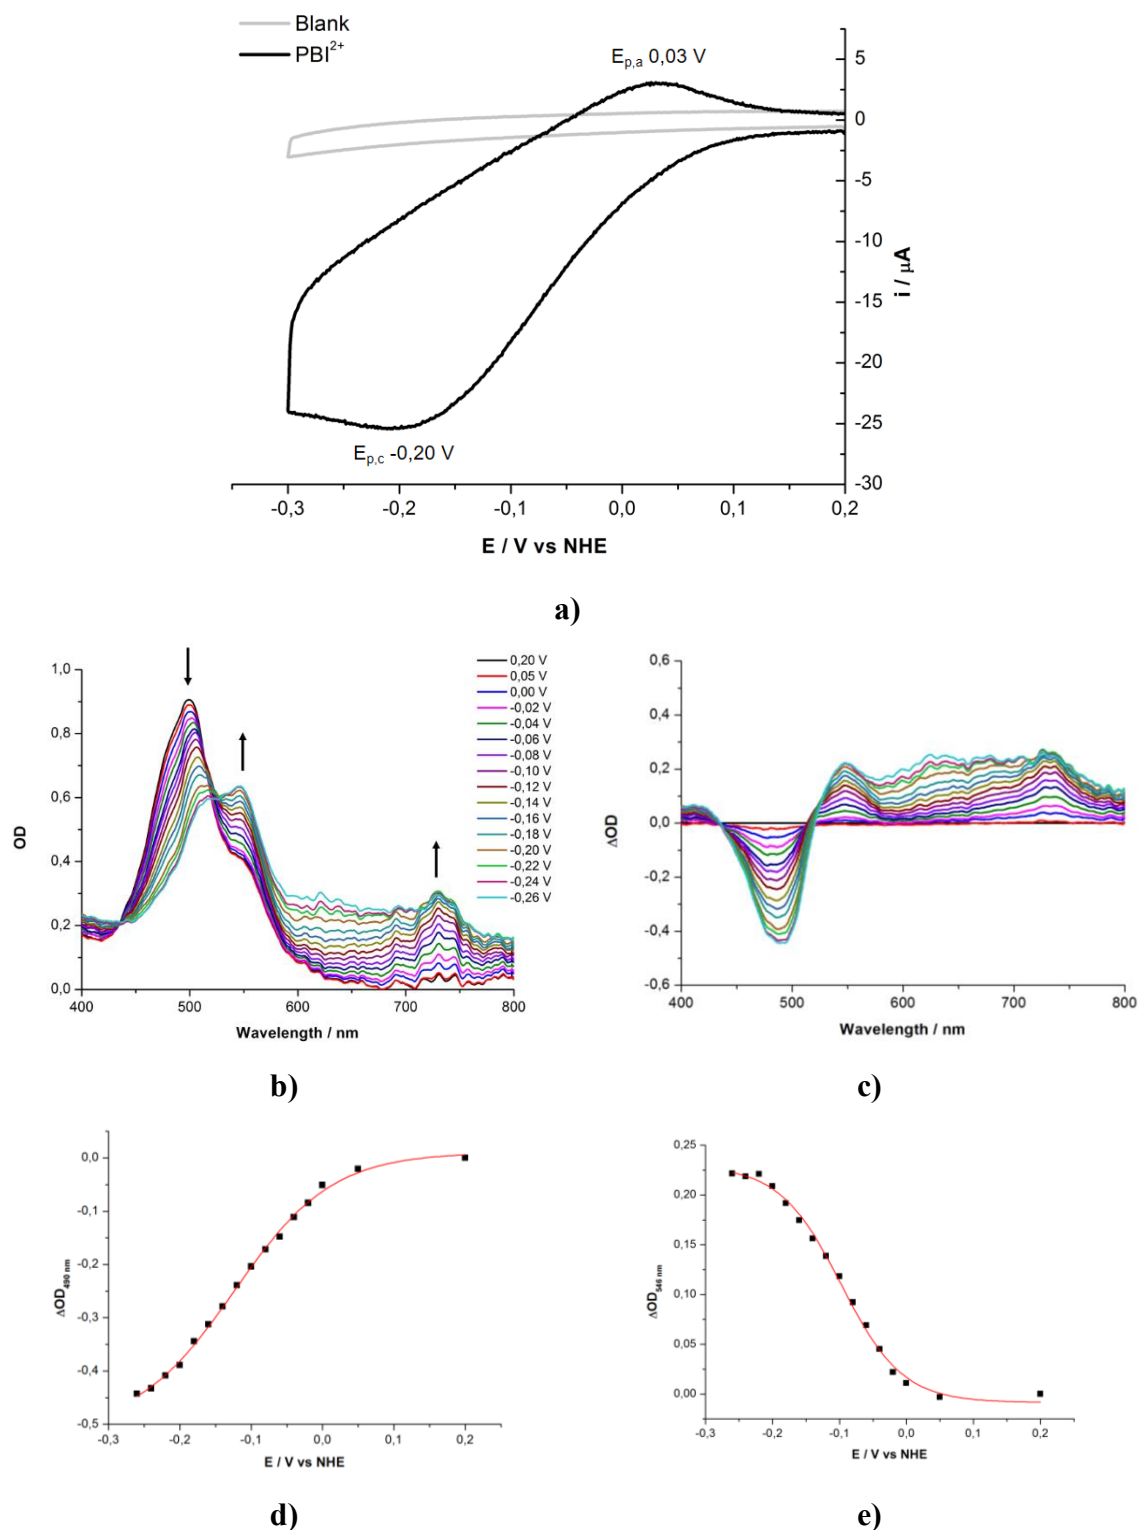 Blank
PBI2+
Ep,a 0,03 V
5
0
-5
-10
-15
-20
-25
-30
i / µA
Ep,c -0,20 V
-0,3 -0,2 -0,1 0,0 0,1 0,2
E / V vs NHE
a)
1,0
0,8
0,6
0,4
0,2
0,0
OD
400 500 600 700 800
Wavelength / nm
0,20 V
0,05 V
0,00 V
-0,02 V
-0,04 V
-0,06 V
-0,08 V
-0,10 V
-0,12 V
-0,14 V
-0,16 V
-0,18 V
-0,20 V
-0,22 V
-0,24 V
-0,26 V
b)
0,6
0,4
0,2
0,0
-0,2
-0,4
-0,6
ΔOD
400 500 600 700 800
Wavelength / nm
c)
0,0
-0,1
-0,2
-0,3
-0,4
-0,5
ΔOD490 nm
-0,3 -0,2 -0,1 0,0 0,1 0,2
E / V vs NHE
d)
0,25
0,20
0,15
0,10
0,05
0,00
ΔOD546 nm
-0,3 -0,2 -0,1 0,0 0,1 0,2
E / V vs NHE
e)